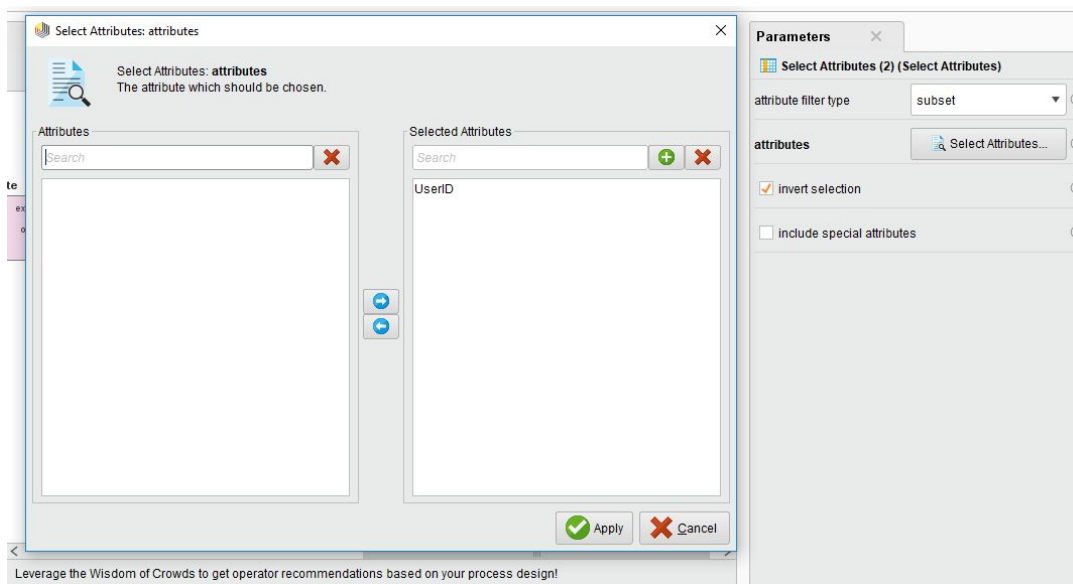 Select Attributes: attributes
Select Attributes: attributes
The attribute which should be chosen.
Attributes
Search
Selected Attributes
Search
UserID
Apply
Cancel
te
ex
o
Leverage the Wisdom of Crowds to get operator recommendations based on your process design!
Parameters
Select Attributes (2) (Select Attributes)
attribute filter type
subset
attributes
Select Attributes...
invert selection
include special attributes